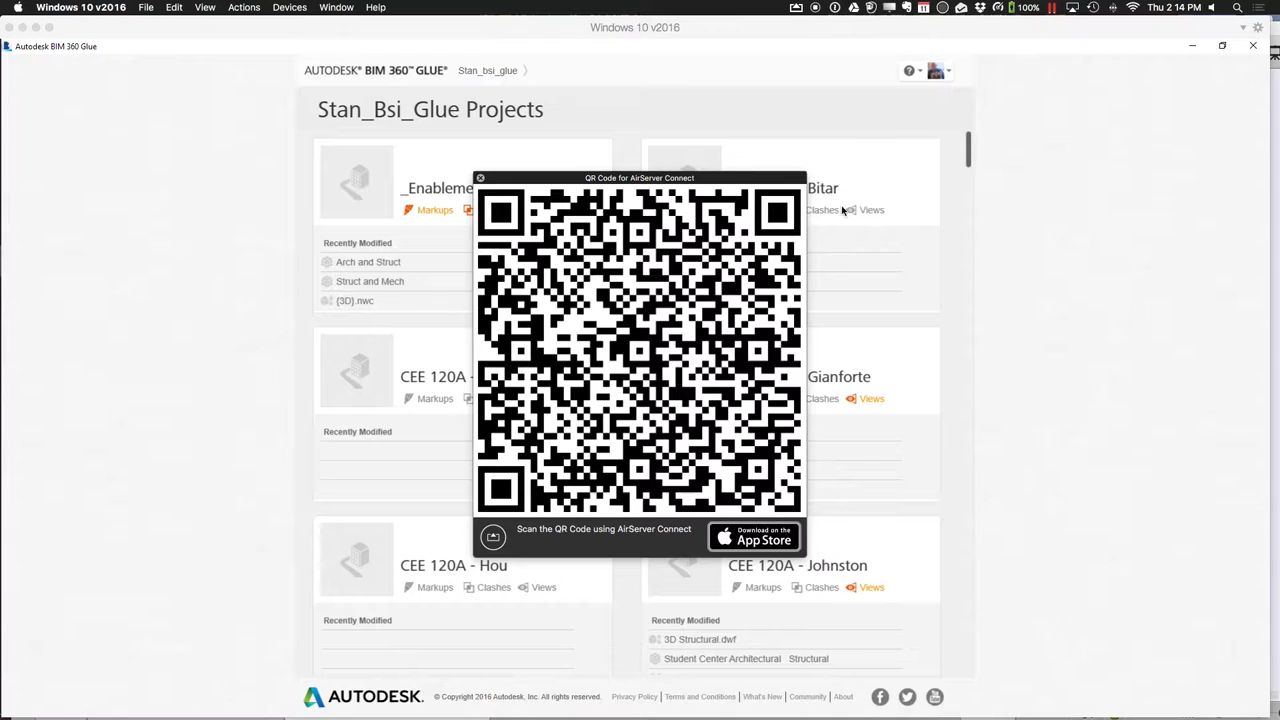 File Edit View Actions Devices Window Help
100% Thu 2:14 PM
Windows 10 v2016
Autodesk BIM 360 Glue
AUTODESK® BIM 360™ GLUE® Stan_bsi_glue
Stan_Bsi_Glue Projects
QR Code for AirServer Connect
_Enableme
Markups
Recently Modified
Arch and Struct
Struct and Mech
{3D}.nwc
Bitar
Clashes Views
CEE 120A -
Markups
Recently Modified
Gianforte
Clashes Views
Scan the QR Code using AirServer Connect
Download on the
App Store
CEE 120A - Hou
Markups Clashes Views
Recently Modified
CEE 120A - Johnston
Markups Clashes Views
Recently Modified
3D Structural.dwf
Student Center Architectural Structural
AUTODESK. © Copyright 2016 Autodesk, Inc. All rights reserved. Privacy Policy | Terms and Conditions | What's New | Community | About